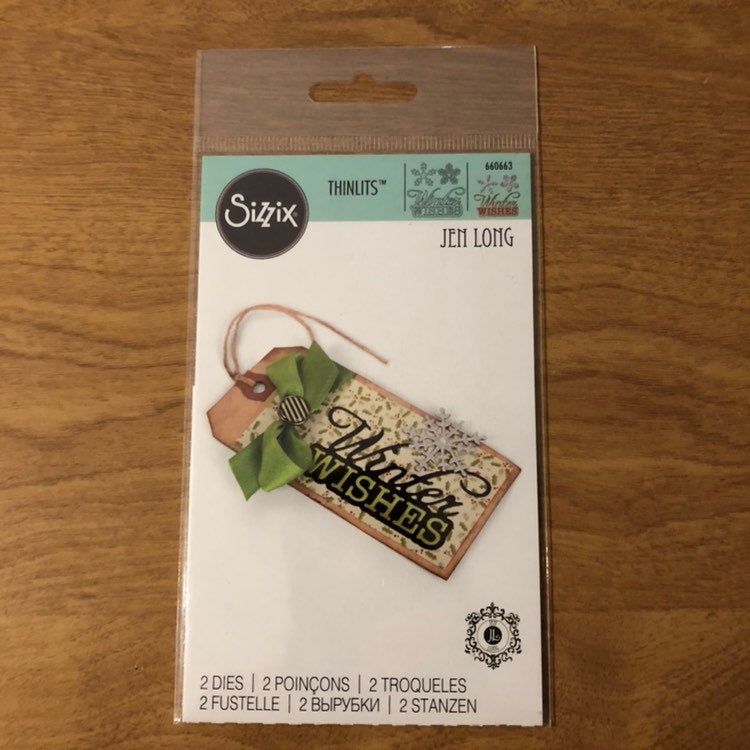 Sizzix
THINLITS™
Winter
WISHES
660663
Winter
WISHES
JEN LONG
Winter
WISHES
JL
2 DIES | 2 POINÇONS | 2 TROQUELES
2 FUSTELLE | 2 ВЫРУБКИ | 2 STANZEN